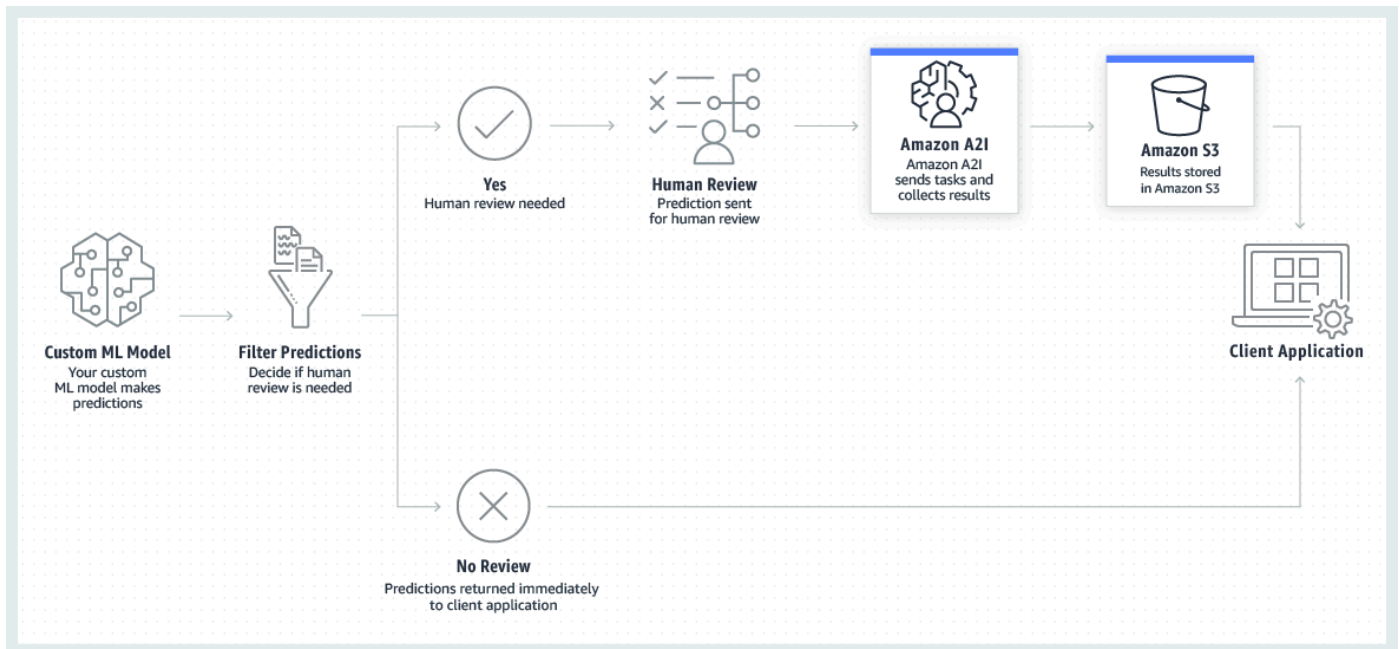 Custom ML Model
Your custom
ML model makes
predictions
Filter Predictions
Decide if human
review is needed
Yes
Human review needed
Human Review
Prediction sent
for human review
Amazon A2I
Amazon A2I
sends tasks and
collects results
Amazon S3
Results stored
in Amazon S3
Client Application
No Review
Predictions returned immediately
to client application